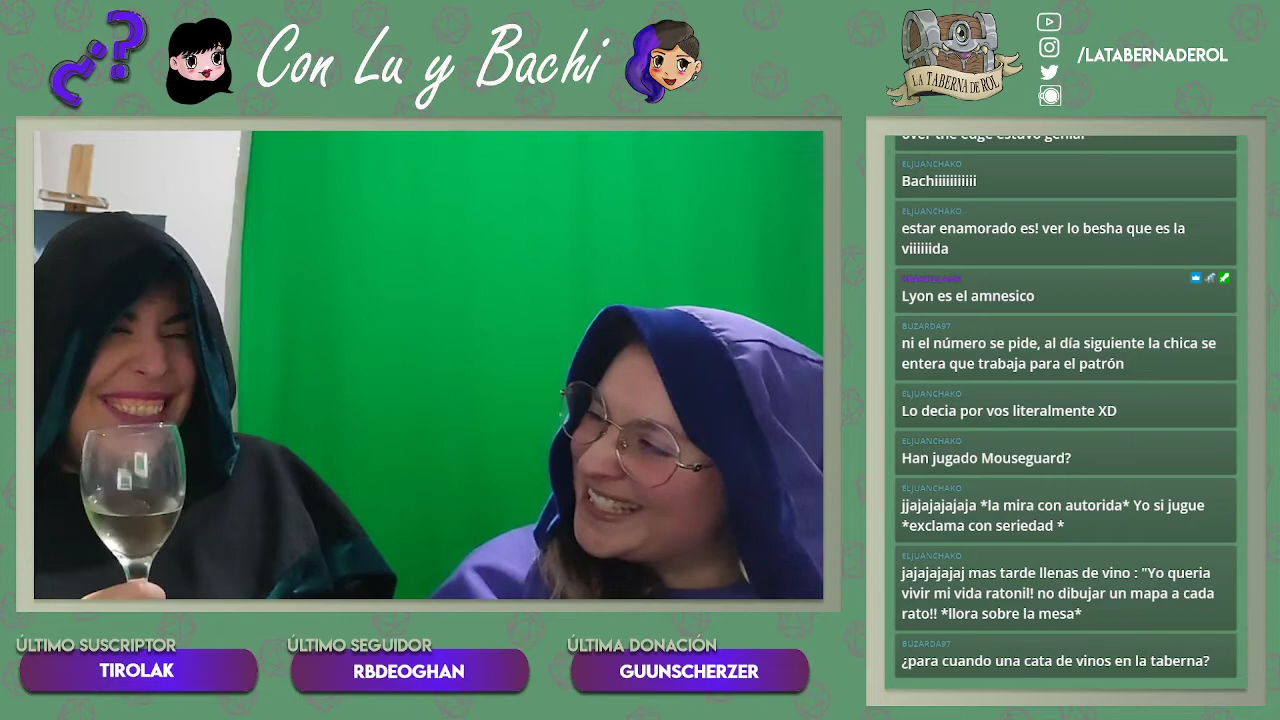 ¿?
Con Lu y Bachi
LA TABERNA DE ROL
/LATABERNADEROL
over the edge estuvo genial
ELJUANCHAKO
Bachiiiiiiiiiii
ELJUANCHAKO
estar enamorado es! ver lo besha que es la
viiiiiida
Lyon es el amnesico
BUZARDA97
ni el número se pide, al día siguiente la chica se
entera que trabaja para el patrón
ELJUANCHAKO
Lo decia por vos literalmente XD
ELJUANCHAKO
Han jugado Mouseguard?
ELJUANCHAKO
jjajajajajaja *la mira con autorida* Yo si jugue
*exclama con seriedad *
ELJUANCHAKO
jajajajajaj mas tarde llenas de vino : "Yo queria
vivir mi vida ratonil! no dibujar un mapa a cada
rato!! *llora sobre la mesa*
BUZARDA97
¿para cuando una cata de vinos en la taberna?
ÚLTIMO SUSCRIPTOR
TIROLAK
ÚLTIMO SEGUIDOR
RBDEOGHAN
ÚLTIMA DONACIÓN
GUUNSCHERZER